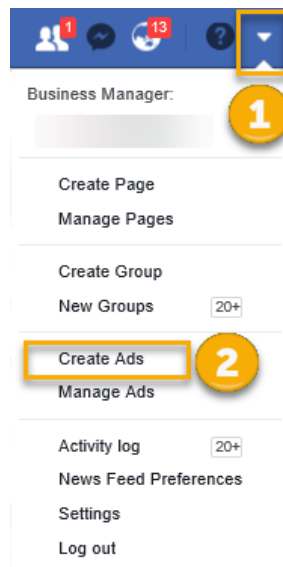 1
13
?
1
Business Manager:
Create Page
Manage Pages
Create Group
New Groups 20+
Create Ads
2
Manage Ads
Activity log 20+
News Feed Preferences
Settings
Log out